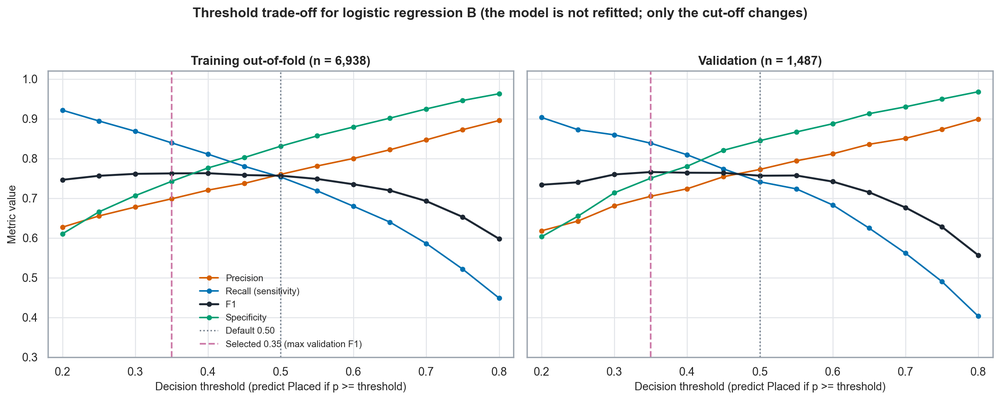 Threshold trade-off for logistic regression B (the model is not refitted; only the cut-off changes)
Training out-of-fold (n = 6,938)
Validation (n = 1,487)
Metric value
1.0
0.9
0.8
0.7
0.6
0.5
0.4
0.3
Precision
Recall (sensitivity)
F1
Specificity
Default 0.50
Selected 0.35 (max validation F1)
0.2 0.3 0.4 0.5 0.6 0.7 0.8
0.2 0.3 0.4 0.5 0.6 0.7 0.8
Decision threshold (predict Placed if p >= threshold)
Decision threshold (predict Placed if p >= threshold)